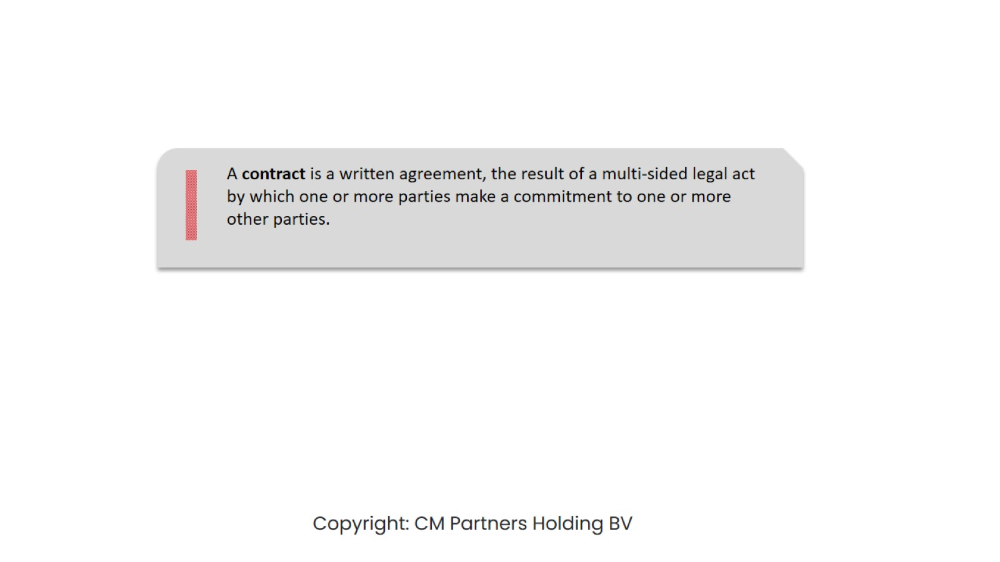 A contract is a written agreement, the result of a multi-sided legal act
by which one or more parties make a commitment to one or more
other parties.
Copyright: CM Partners Holding BV